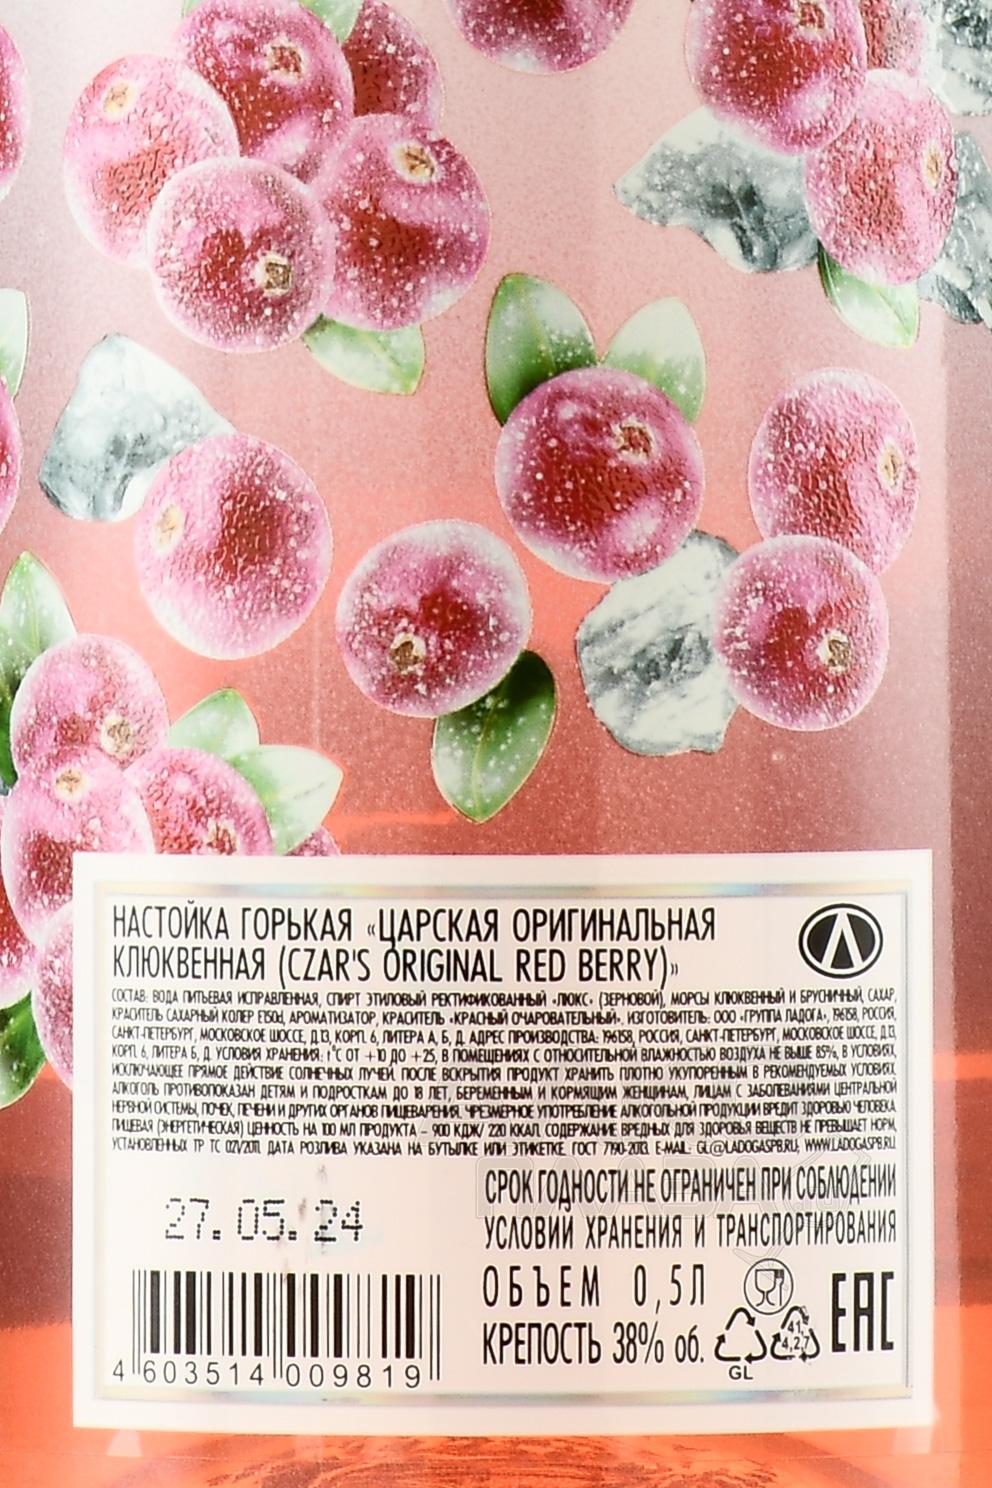 НАСТОЙКА ГОРЬКАЯ «ЦАРСКАЯ ОРИГИНАЛЬНАЯ
КЛЮКВЕННАЯ (CZAR'S ORIGINAL RED BERRY)»
СОСТАВ: ВОДА ПИТЬЕВАЯ ИСПРАВЛЕННАЯ, СПИРТ ЭТИЛОВЫЙ РЕКТИФИКОВАННЫЙ «ЛЮКС» (ЗЕРНОВОЙ), МОРСЫ КЛЮКВЕННЫЙ И БРУСНИЧНЫЙ, САХАР,
КРАСИТЕЛЬ САХАРНЫЙ КОЛЕР Е150d, АРОМАТИЗАТОР, КРАСИТЕЛЬ «КРАСНЫЙ ОЧАРОВАТЕЛЬНЫЙ». ИЗГОТОВИТЕЛЬ: ООО «ГРУППА ЛАДОГА», 196158, РОССИЯ,
САНКТ-ПЕТЕРБУРГ, МОСКОВСКОЕ ШОССЕ, Д.13, КОРП. 6, ЛИТЕРА А, Б, Д. АДРЕС ПРОИЗВОДСТВА: 196158, РОССИЯ, САНКТ-ПЕТЕРБУРГ, МОСКОВСКОЕ ШОССЕ, Д.13,
КОРП. 6, ЛИТЕРА Б, Д. УСЛОВИЯ ХРАНЕНИЯ: t °С ОТ +10 ДО +25, В ПОМЕЩЕНИЯХ С ОТНОСИТЕЛЬНОЙ ВЛАЖНОСТЬЮ ВОЗДУХА НЕ ВЫШЕ 85%, В УСЛОВИЯХ,
ИСКЛЮЧАЮЩЕЕ ПРЯМОЕ ДЕЙСТВИЕ СОЛНЕЧНЫХ ЛУЧЕЙ. ПОСЛЕ ВСКРЫТИЯ ПРОДУКТ ХРАНИТЬ ПЛОТНО УКУПОРЕННЫМ В РЕКОМЕНДУЕМЫХ УСЛОВИЯХ.
АЛКОГОЛЬ ПРОТИВОПОКАЗАН ДЕТЯМ И ПОДРОСТКАМ ДО 18 ЛЕТ, БЕРЕМЕННЫМ И КОРМЯЩИМ ЖЕНЩИНАМ, ЛИЦАМ С ЗАБОЛЕВАНИЯМИ ЦЕНТРАЛЬНОЙ
НЕРВНОЙ СИСТЕМЫ, ПОЧЕК, ПЕЧЕНИ И ДРУГИХ ОРГАНОВ ПИЩЕВАРЕНИЯ. ЧРЕЗМЕРНОЕ УПОТРЕБЛЕНИЕ АЛКОГОЛЬНОЙ ПРОДУКЦИИ ВРЕДИТ ЗДОРОВЬЮ ЧЕЛОВЕКА.
ПИЩЕВАЯ (ЭНЕРГЕТИЧЕСКАЯ) ЦЕННОСТЬ НА 100 МЛ ПРОДУКТА – 900 КДЖ/ 220 ККАЛ. СОДЕРЖАНИЕ ВРЕДНЫХ ДЛЯ ЗДОРОВЬЯ ВЕЩЕСТВ НЕ ПРЕВЫШАЕТ НОРМ,
УСТАНОВЛЕННЫХ ТР ТС 021/2011. ДАТА РОЗЛИВА УКАЗАНА НА БУТЫЛКЕ ИЛИ ЭТИКЕТКЕ. ГОСТ 7190-2013. E-MAIL: GL@LADOGASPB.RU; WWW.LADOGASPB.RU
СРОК ГОДНОСТИ НЕ ОГРАНИЧЕН ПРИ СОБЛЮДЕНИИ
УСЛОВИЙ ХРАНЕНИЯ И ТРАНСПОРТИРОВАНИЯ
27.05.24
ОБЪЕМ 0,5Л
КРЕПОСТЬ 38% об.
GL
41,
4,2,7
EAC
4 603514 009819